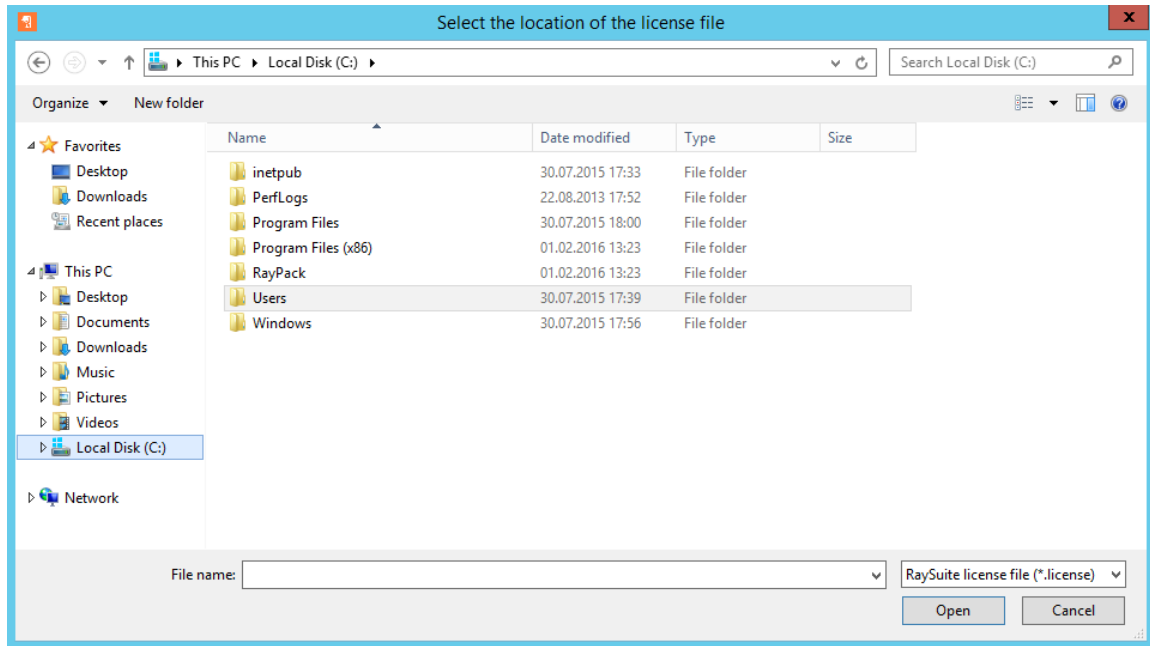 Select the location of the license file
x
This PC Local Disk (C:)
Search Local Disk (C:)
Organize New folder
Favorites
Desktop
Downloads
Recent places
This PC
Desktop
Documents
Downloads
Music
Pictures
Videos
Local Disk (C:)
Network
Name Date modified Type Size
inetpub 30.07.2015 17:33 File folder
PerfLogs 22.08.2013 17:52 File folder
Program Files 30.07.2015 18:00 File folder
Program Files (x86) 01.02.2016 13:23 File folder
RayPack 01.02.2016 13:23 File folder
Users 30.07.2015 17:39 File folder
Windows 30.07.2015 17:56 File folder
File name:
RaySuite license file (*.license)
Open Cancel